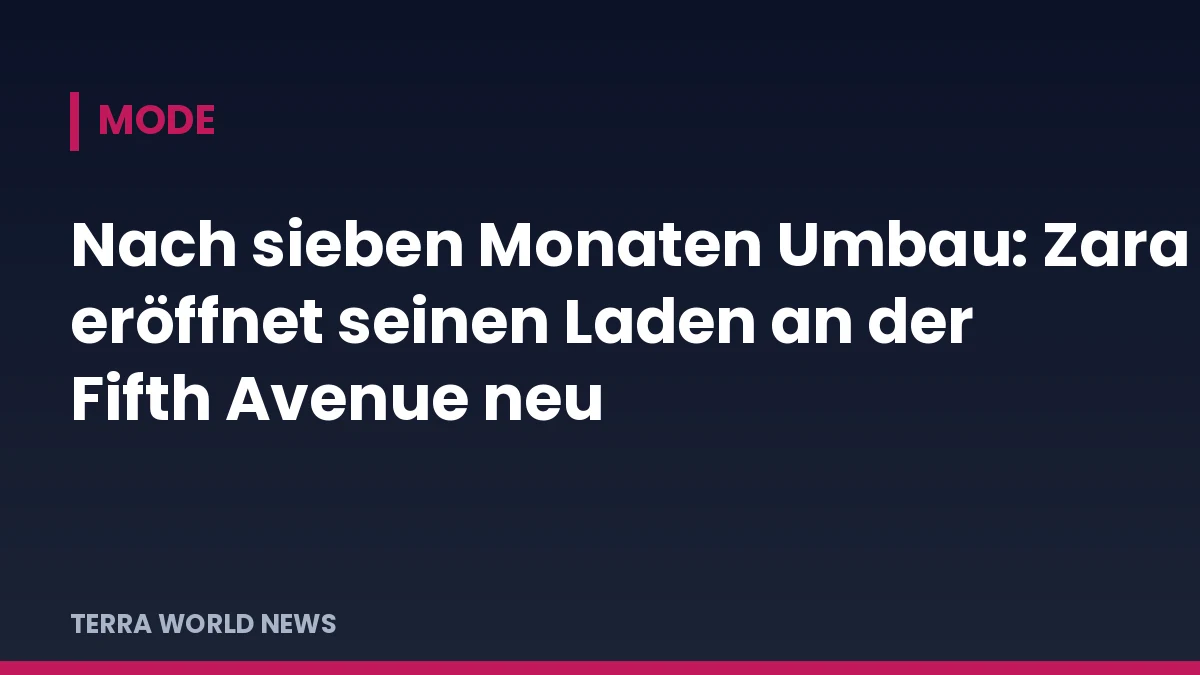 MODE
Nach sieben Monaten Umbau: Zara
eröffnet seinen Laden an der
Fifth Avenue neu
TERRA WORLD NEWS